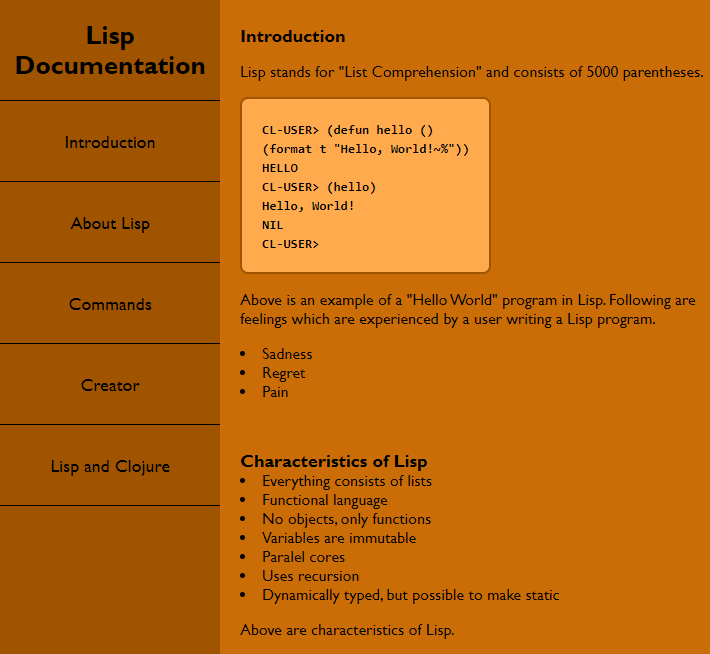 Lisp
Documentation
Introduction
About Lisp
Commands
Creator
Lisp and Clojure
Introduction
Lisp stands for "List Comprehension" and consists of 5000 parentheses.
CL-USER> (defun hello ()
(format t "Hello, World!~%"))
HELLO
CL-USER> (hello)
Hello, World!
NIL
CL-USER>
Above is an example of a "Hello World" program in Lisp. Following are
feelings which are experienced by a user writing a Lisp program.
• Sadness
• Regret
• Pain
Characteristics of Lisp
• Everything consists of lists
• Functional language
• No objects, only functions
• Variables are immutable
• Paralel cores
• Uses recursion
• Dynamically typed, but possible to make static
Above are characteristics of Lisp.